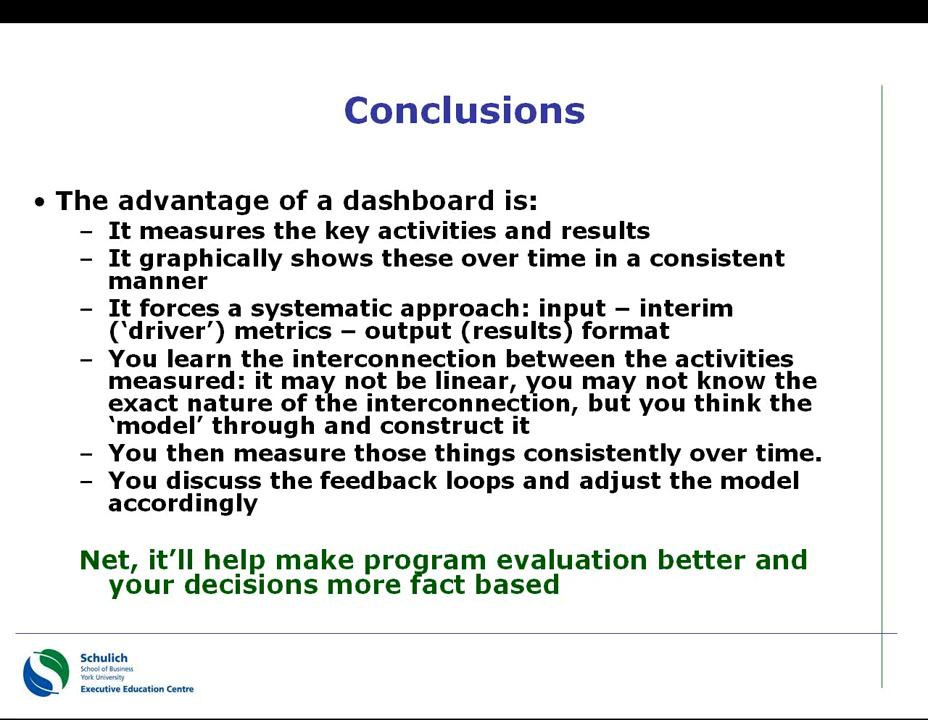 Conclusions
• The advantage of a dashboard is:
– It measures the key activities and results
– It graphically shows these over time in a consistent
manner
– It forces a systematic approach: input – interim
(‘driver’) metrics – output (results) format
– You learn the interconnection between the activities
measured: it may not be linear, you may not know the
exact nature of the interconnection, but you think the
‘model’ through and construct it
– You then measure those things consistently over time.
– You discuss the feedback loops and adjust the model
accordingly
Net, it’ll help make program evaluation better and
your decisions more fact based
Schulich
School of Business
York University
Executive Education Centre